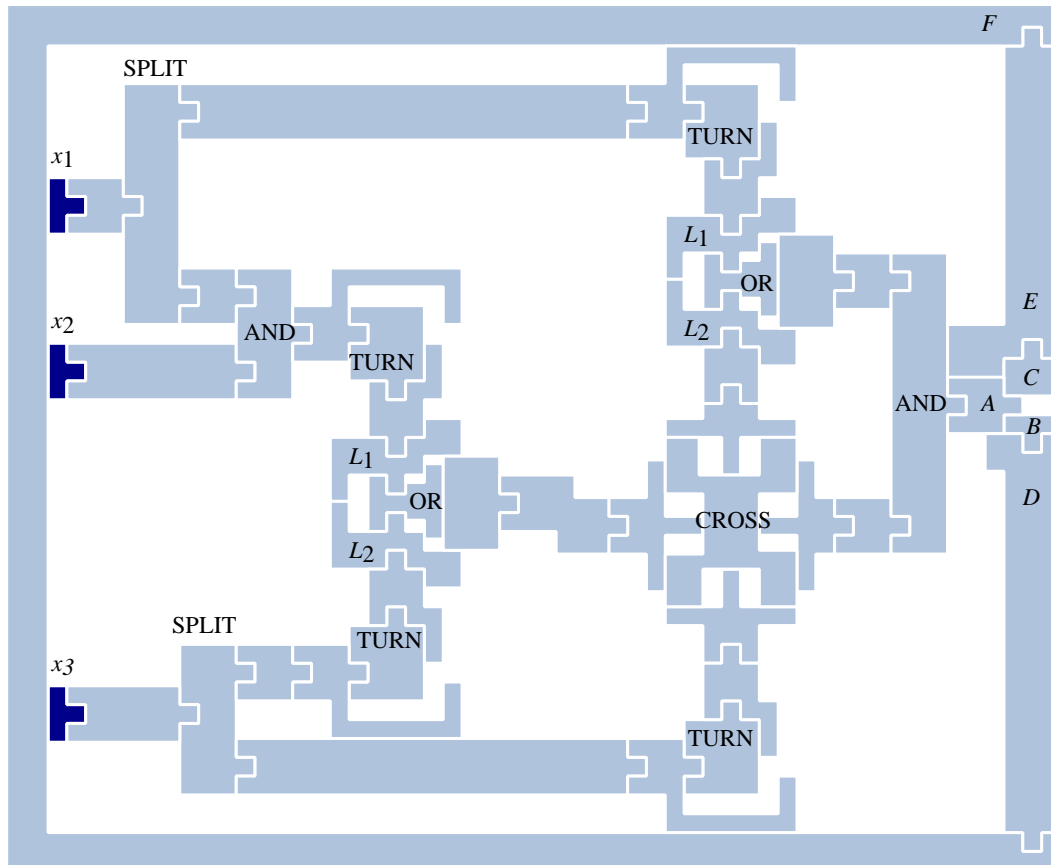 F
SPLIT
TURN
x1
L1
OR
E
x2
L2
AND
TURN
C
AND
A
B
L1
OR
D
CROSS
L2
SPLIT
TURN
x3
TURN